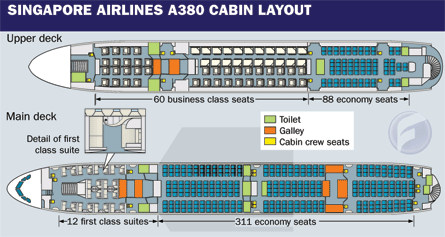 SINGAPORE AIRLINES A380 CABIN LAYOUT
Upper deck
60 business class seats
88 economy seats
Main deck
Detail of first
class suite
Toilet
Galley
Cabin crew seats
12 first class suites
311 economy seats